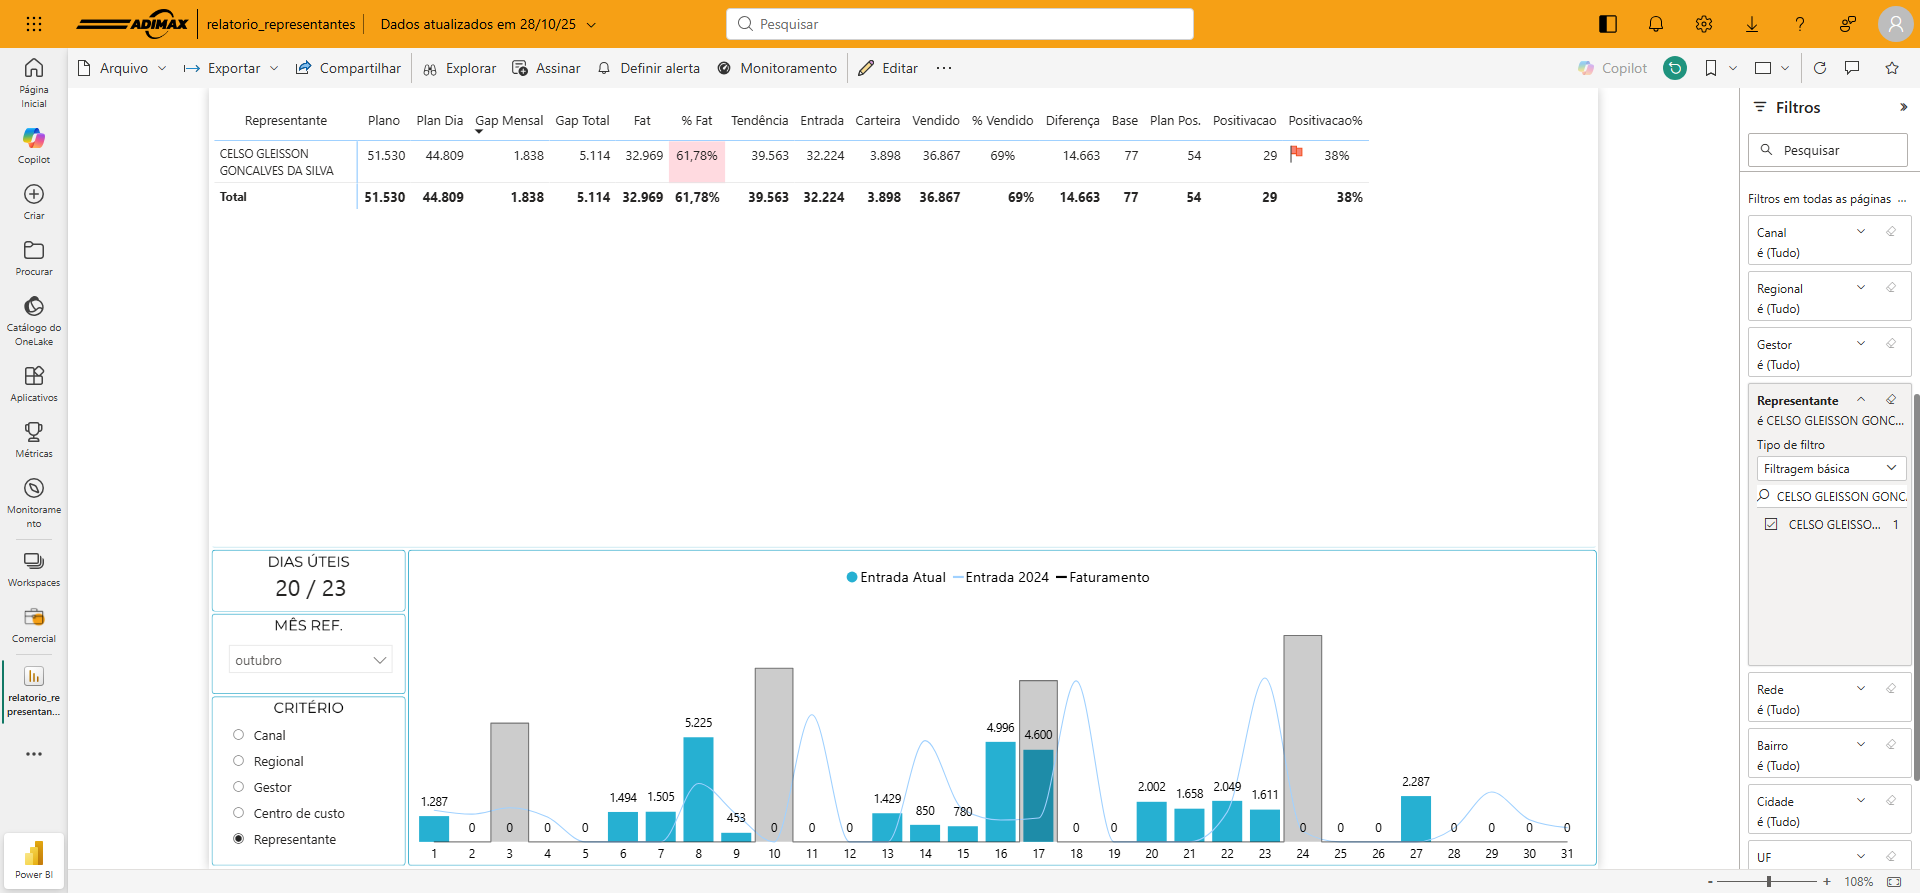 ADIMAX relatorio_representantes Dados atualizados em 28/10/25
Pesquisar
Arquivo Exportar Compartilhar Explorar Assinar Definir alerta Monitoramento Editar ...
Copilot
Página
Inicial
Copilot
Criar
Procurar
Catálogo do
OneLake
Aplicativos
Métricas
Monitorame
nto
Workspaces
Comercial
relatorio_re
presentan...
Power BI
Representante Plano Plan Dia Gap Mensal Gap Total Fat % Fat Tendência Entrada Carteira Vendido % Vendido Diferença Base Plan Pos. Positivacao Positivacao%
CELSO GLEISSON
GONCALVES DA SILVA
51.530 44.809 1.838 5.114 32.969 61,78% 39.563 32.224 3.898 36.867 69% 14.663 77 54 29 38%
Total 51.530 44.809 1.838 5.114 32.969 61,78% 39.563 32.224 3.898 36.867 69% 14.663 77 54 29 38%
DIAS ÚTEIS
20 / 23
MÊS REF.
outubro
CRITÉRIO
Canal
Regional
Gestor
Centro de custo
Representante
Entrada Atual Entrada 2024 Faturamento
1.287 0 0 0 0 1.494 1.505 5.225 453 0 0 0 1.429 850 780 4.996 4.600 0 0 2.002 1.658 2.049 1.611 0 0 0 2.287 0 0 0 0
1 2 3 4 5 6 7 8 9 10 11 12 13 14 15 16 17 18 19 20 21 22 23 24 25 26 27 28 29 30 31
Filtros
Pesquisar
Filtros em todas as páginas ...
Canal
é (Tudo)
Regional
é (Tudo)
Gestor
é (Tudo)
Representante
é CELSO GLEISSON GONC...
Tipo de filtro
Filtragem básica
CELSO GLEISSON GONC
CELSO GLEISSO... 1
Rede
é (Tudo)
Bairro
é (Tudo)
Cidade
é (Tudo)
UF
- + 108%